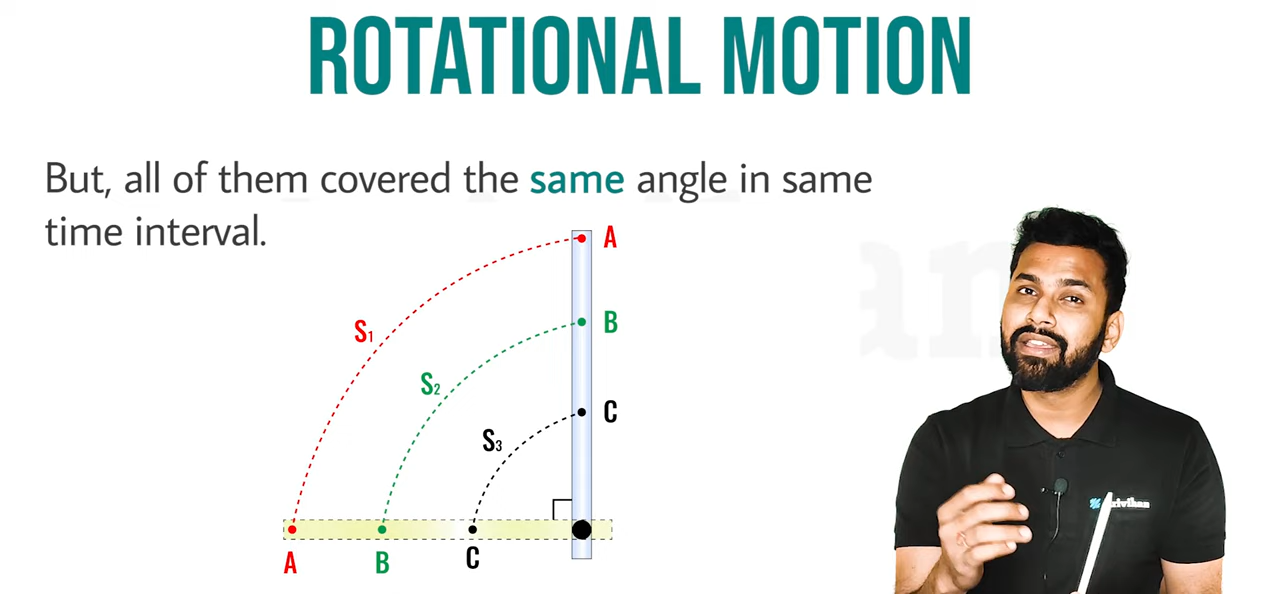 ROTATIONAL MOTION
But, all of them covered the same angle in same
time interval.
A
S₁
B
S₂
C
S₃
A
B
C